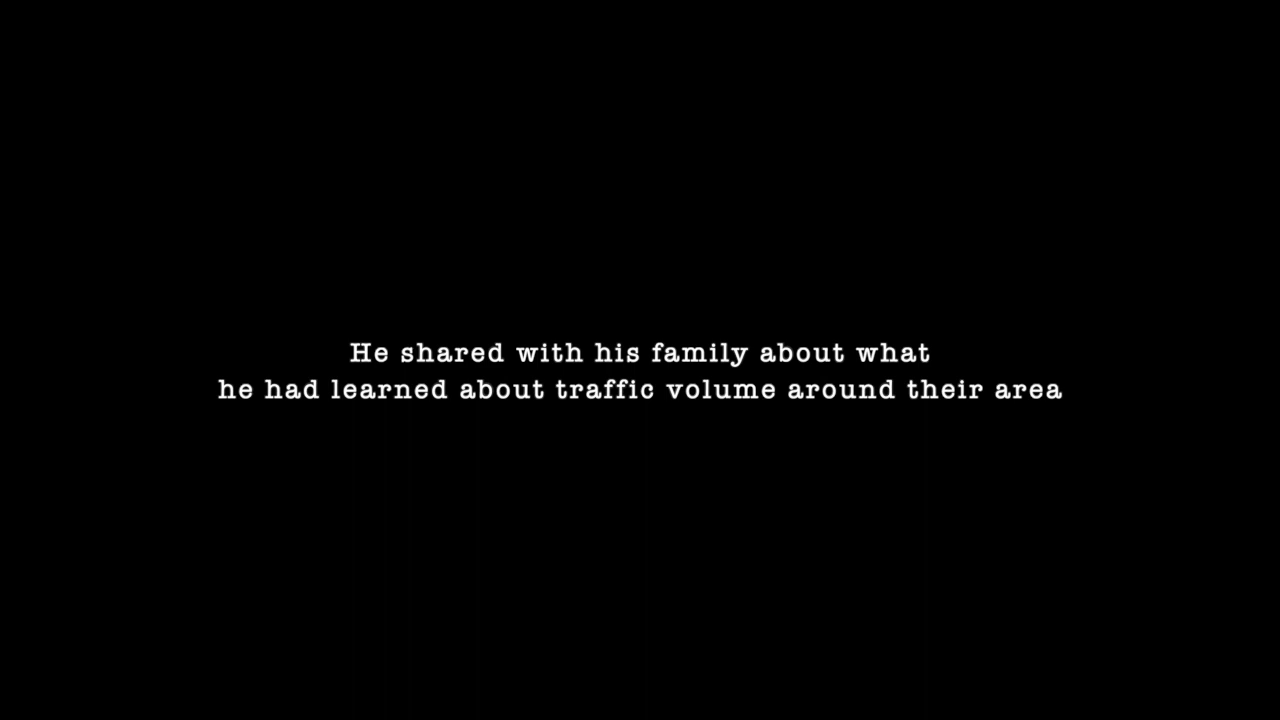 He shared with his family about what
he had learned about traffic volume around their area